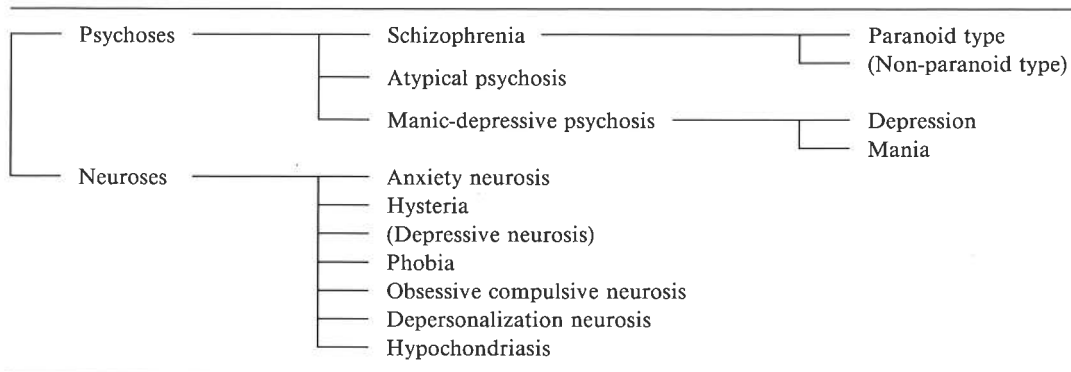 Psychoses Schizophrenia Paranoid type
(Non-paranoid type)
Atypical psychosis
Manic-depressive psychosis Depression
Mania
Neuroses Anxiety neurosis
Hysteria
(Depressive neurosis)
Phobia
Obsessive compulsive neurosis
Depersonalization neurosis
Hypochondriasis